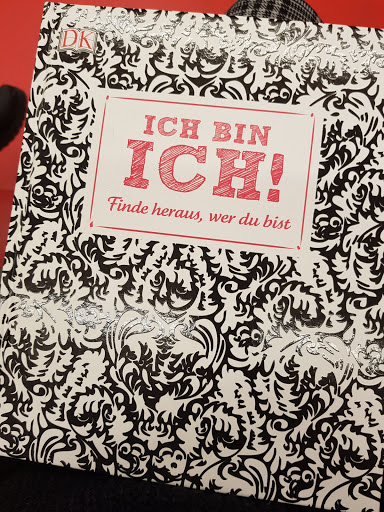 DK
ICH BIN
ICH!
Finde heraus, wer du bist